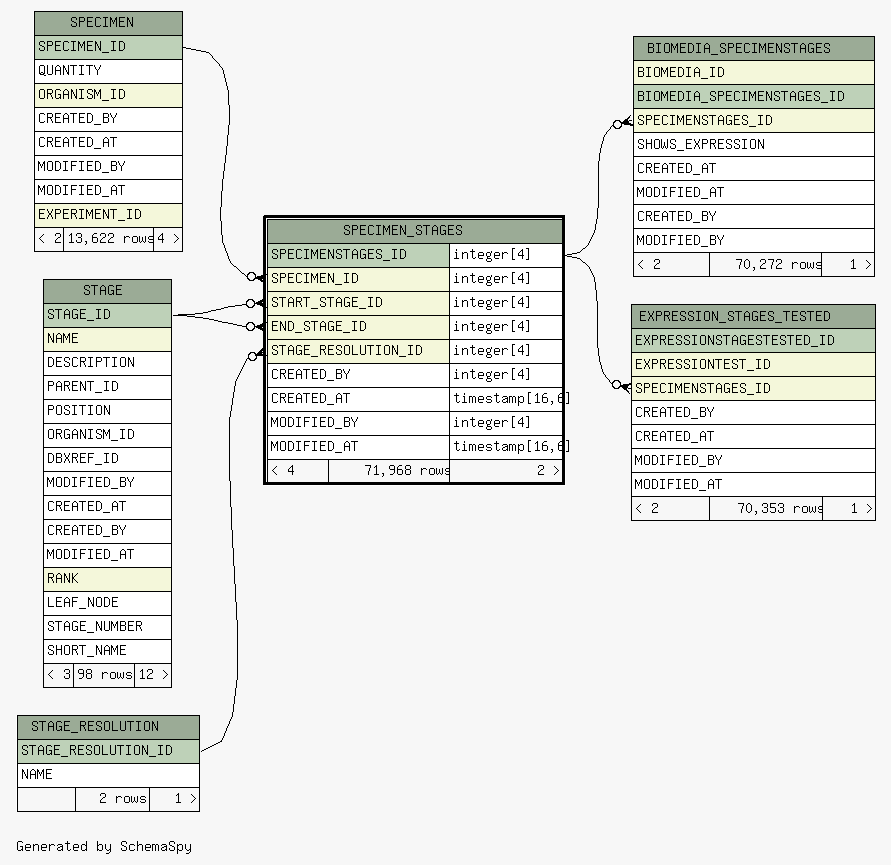 SPECIMEN
SPECIMEN_ID
QUANTITY
ORGANISM_ID
CREATED_BY
CREATED_AT
MODIFIED_BY
MODIFIED_AT
EXPERIMENT_ID
< 2 13,622 rows 4 >
STAGE
STAGE_ID
NAME
DESCRIPTION
PARENT_ID
POSITION
ORGANISM_ID
DBXREF_ID
MODIFIED_BY
CREATED_AT
CREATED_BY
MODIFIED_AT
RANK
LEAF_NODE
STAGE_NUMBER
SHORT_NAME
< 3 98 rows 12 >
STAGE_RESOLUTION
STAGE_RESOLUTION_ID
NAME
2 rows 1 >
SPECIMEN_STAGES
SPECIMENSTAGES_ID integer[4]
SPECIMEN_ID integer[4]
START_STAGE_ID integer[4]
END_STAGE_ID integer[4]
STAGE_RESOLUTION_ID integer[4]
CREATED_BY integer[4]
CREATED_AT timestamp[16,6]
MODIFIED_BY integer[4]
MODIFIED_AT timestamp[16,6]
< 4 71,968 rows 2 >
BIOMEDIA_SPECIMENSTAGES
BIOMEDIA_ID
BIOMEDIA_SPECIMENSTAGES_ID
SPECIMENSTAGES_ID
SHOWS_EXPRESSION
CREATED_AT
MODIFIED_AT
CREATED_BY
MODIFIED_BY
< 2 70,272 rows 1 >
EXPRESSION_STAGES_TESTED
EXPRESSIONSTAGESTESTED_ID
EXPRESSIONTEST_ID
SPECIMENSTAGES_ID
CREATED_BY
CREATED_AT
MODIFIED_BY
MODIFIED_AT
< 2 70,353 rows 1 >
Generated by SchemaSpy